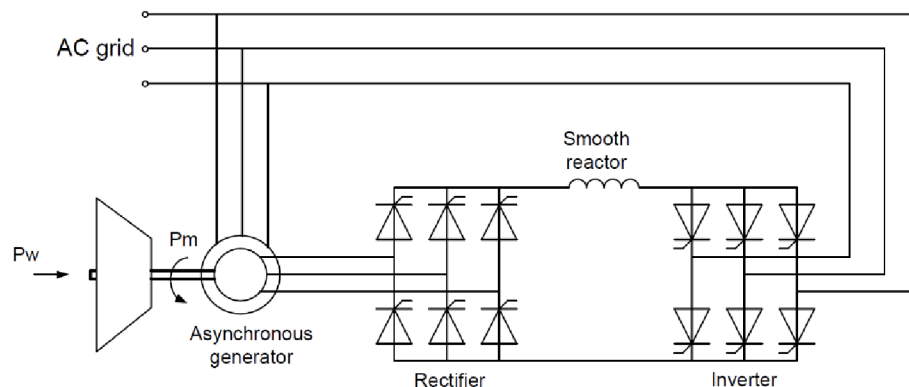 AC grid
Smooth
reactor
Pw
Pm
Asynchronous
generator
Rectifier
Inverter